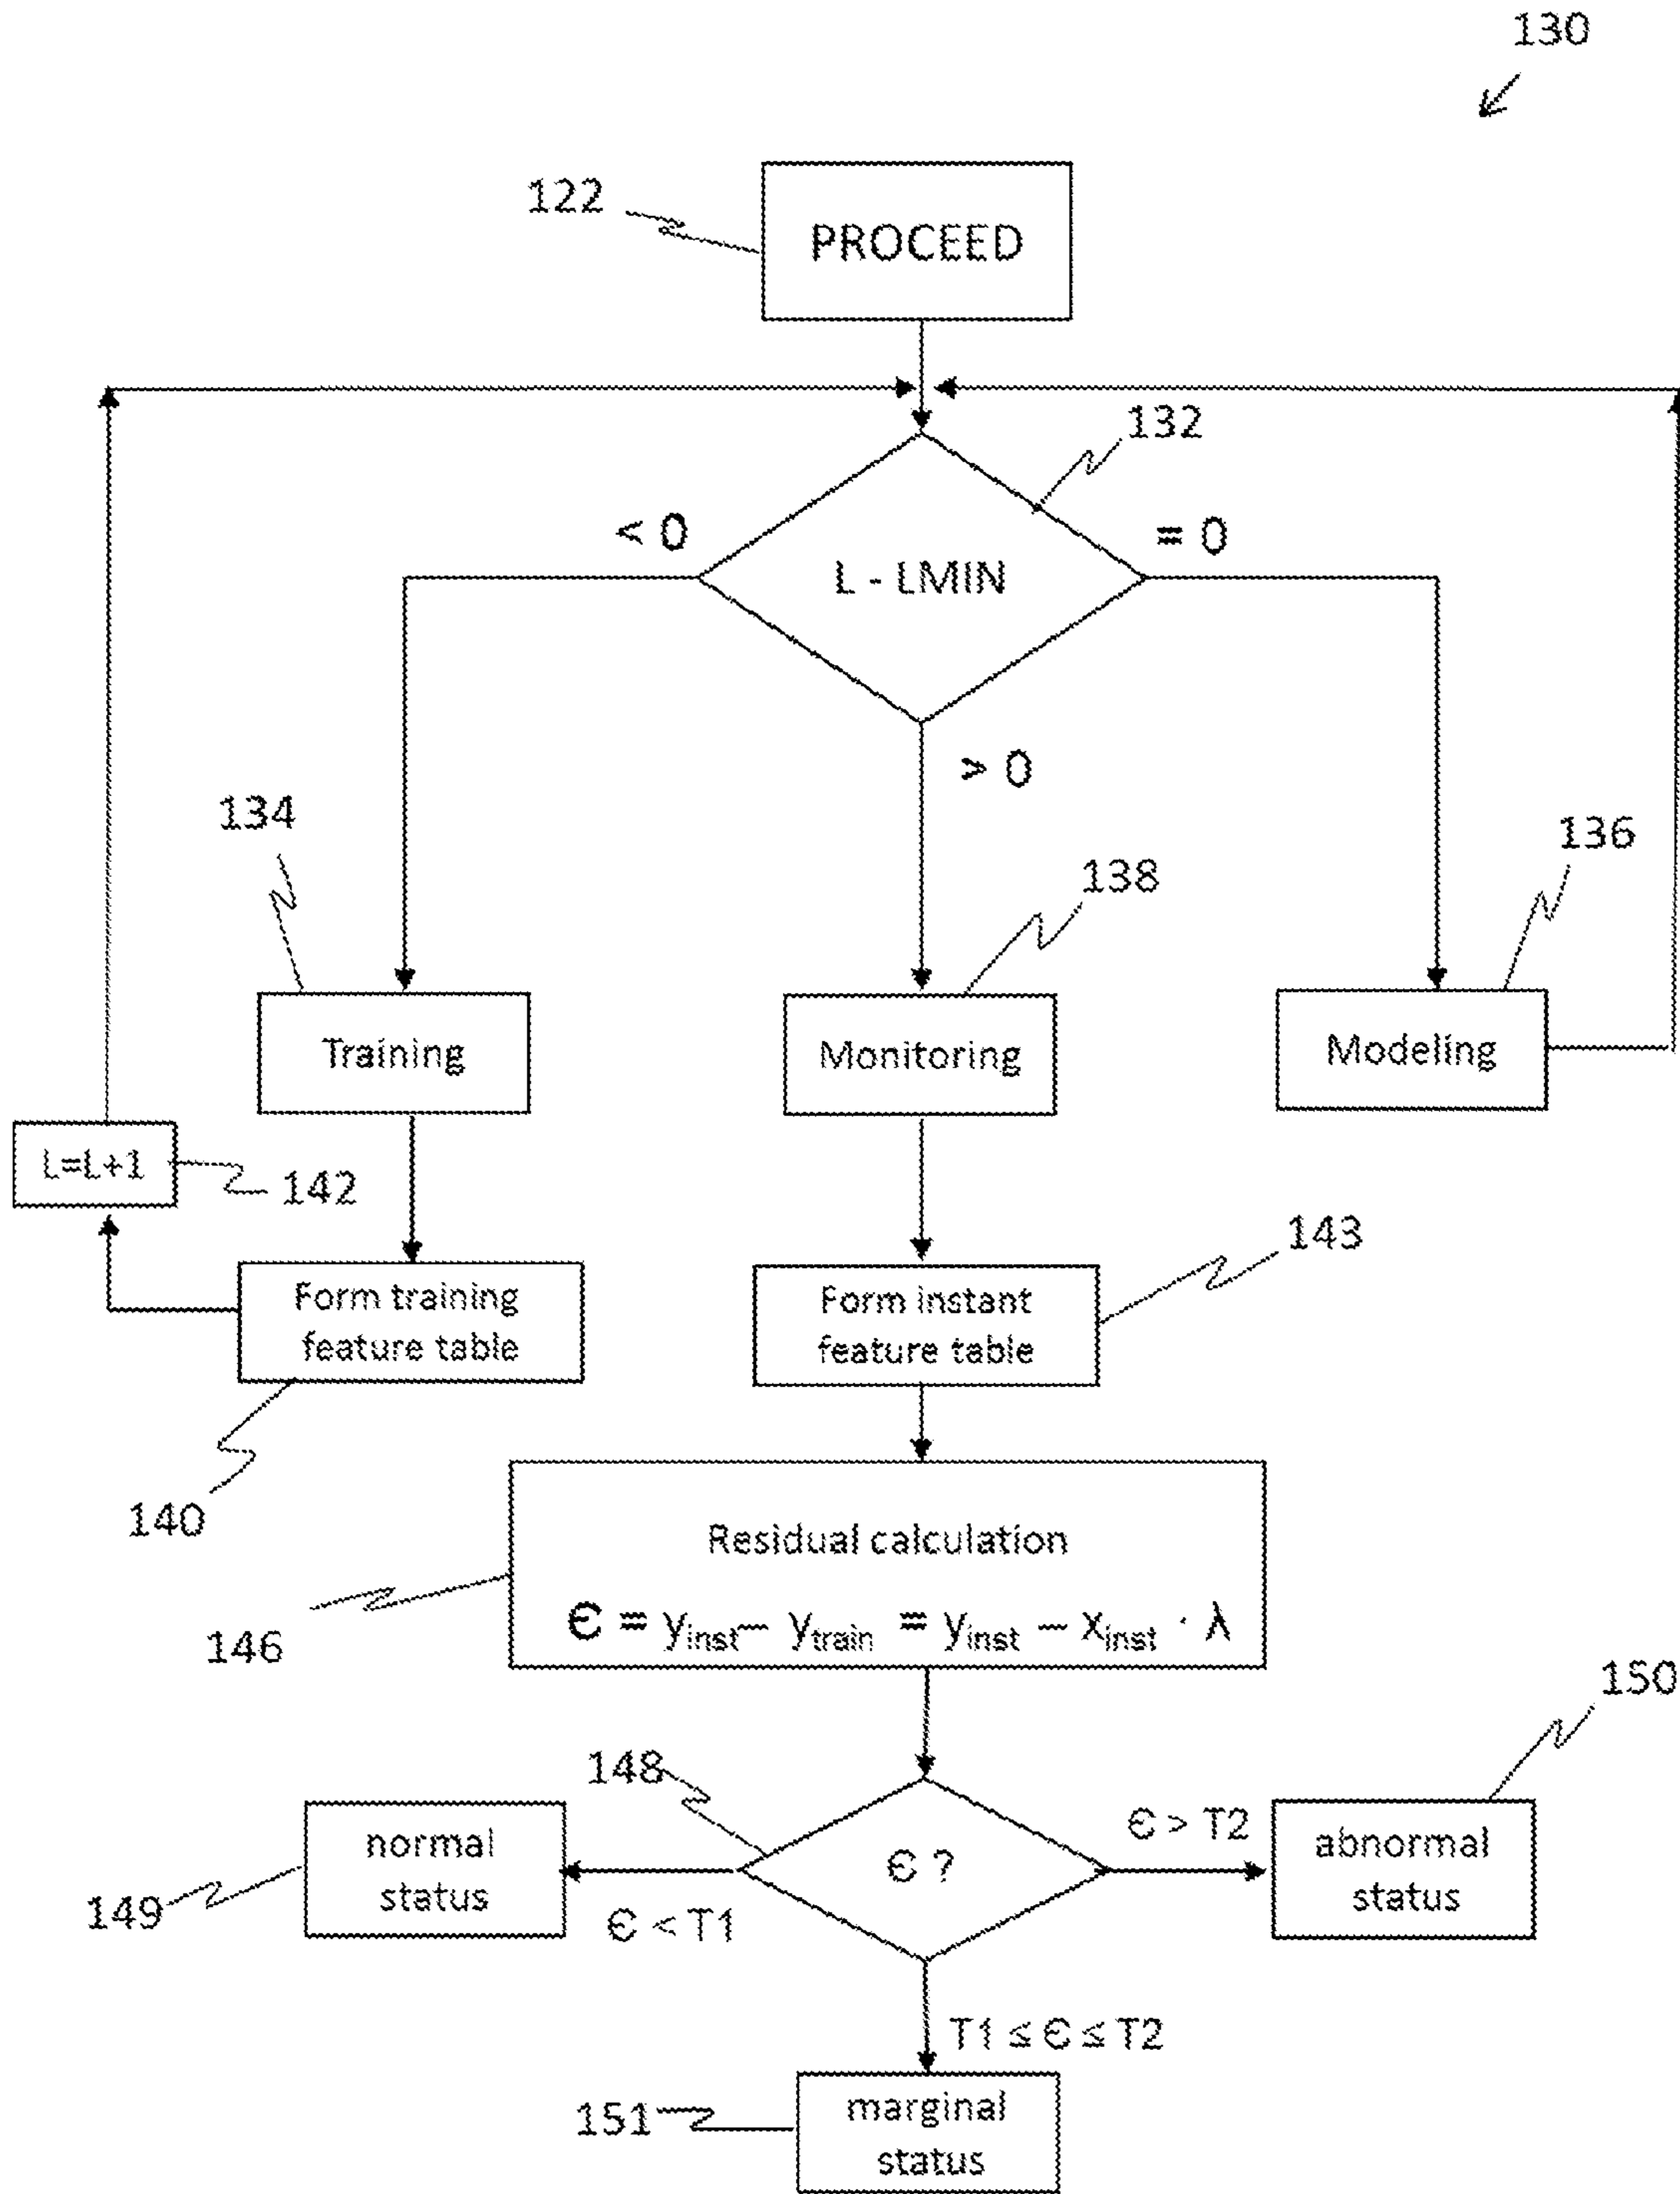 130
122
PROCEED
132
< 0
= 0
L - LMIN
> 0
134
136
138
Training
Monitoring
Modeling
L=L+1
142
143
Form training
feature table
Form instant
feature table
140
Residual calculation
Є = yinst– ytrain = yinst – xinst · λ
146
150
148
normal
status
Є ?
Є > T2
abnormal
status
149
Є < T1
T1 ≤ Є ≤ T2
151
marginal
status